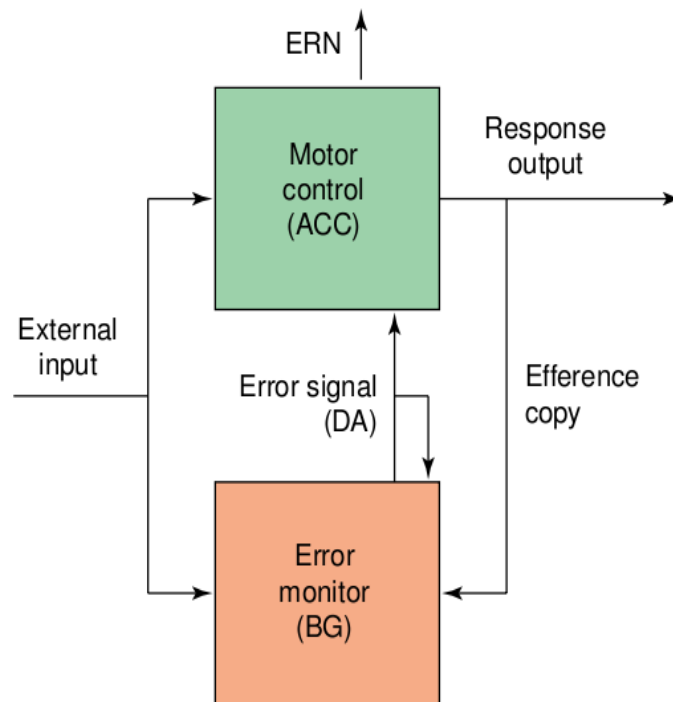 ERN
Motor
control
(ACC)
Response
output
External
input
Error signal
(DA)
Efference
copy
Error
monitor
(BG)